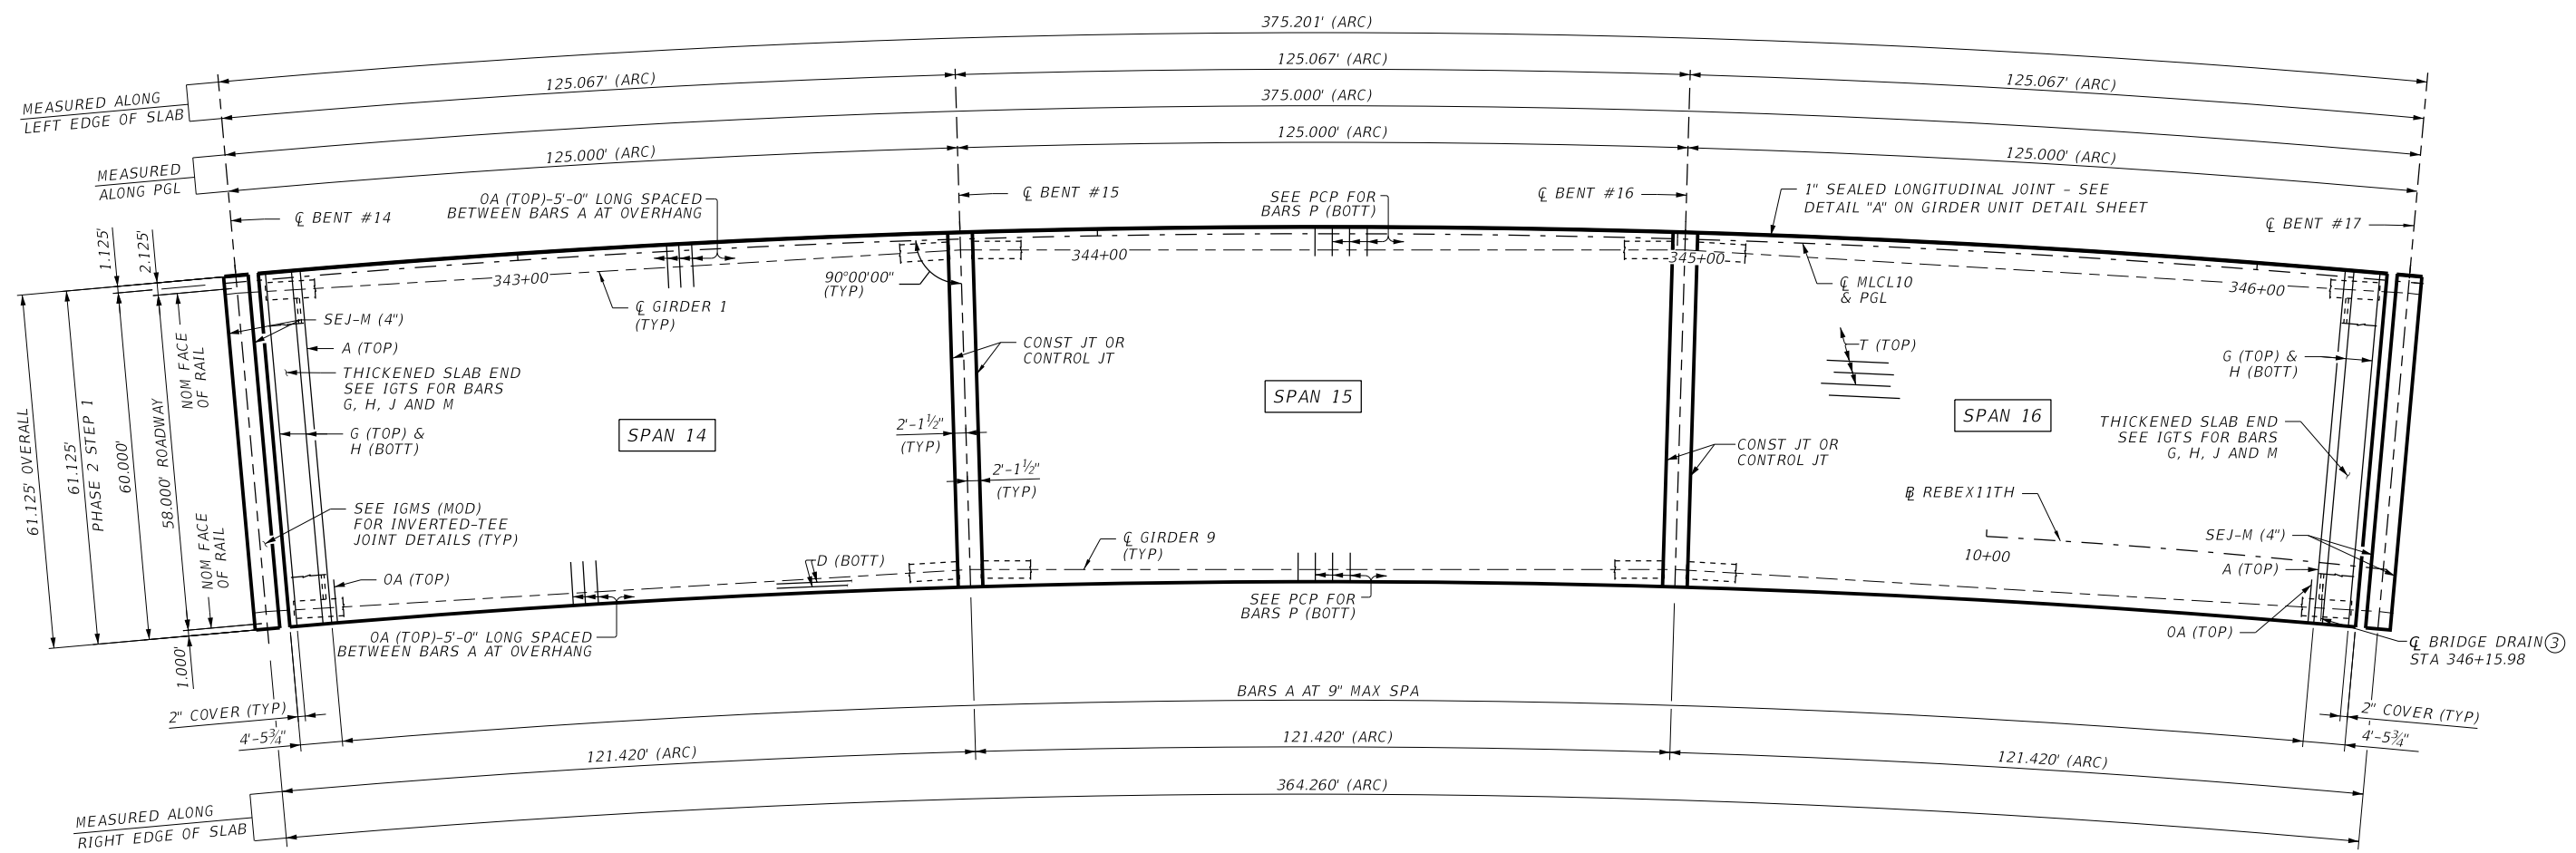 375.201' (ARC)
125.067' (ARC)
125.067' (ARC)
125.067' (ARC)
MEASURED ALONG
LEFT EDGE OF SLAB
375.000' (ARC)
125.000' (ARC)
125.000' (ARC)
125.000' (ARC)
MEASURED
ALONG PGL
℄ BENT #14
OA (TOP)-5'-0" LONG SPACED
BETWEEN BARS A AT OVERHANG
℄ BENT #15
SEE PCP FOR
BARS P (BOTT)
℄ BENT #16
1" SEALED LONGITUDINAL JOINT - SEE
DETAIL "A" ON GIRDER UNIT DETAIL SHEET
℄ BENT #17
1.125'
2.125'
343+00
344+00
345+00
346+00
90°00'00"
(TYP)
℄ GIRDER 1
(TYP)
℄ MLCL10
& PGL
SEJ-M (4")
A (TOP)
THICKENED SLAB END
SEE IGTS FOR BARS
G, H, J AND M
G (TOP) &
H (BOTT)
CONST JT OR
CONTROL JT
T (TOP)
G (TOP) &
H (BOTT)
SPAN 14
SPAN 15
SPAN 16
THICKENED SLAB END
SEE IGTS FOR BARS
G, H, J AND M
61.125' OVERALL
61.125'
PHASE 2 STEP 1
60.000'
58.000' ROADWAY
NOM FACE
OF RAIL
NOM FACE
OF RAIL
1.000'
2'-1½"
(TYP)
2'-1½"
(TYP)
CONST JT OR
CONTROL JT
SEE IGMS (MOD)
FOR INVERTED-TEE
JOINT DETAILS (TYP)
OA (TOP)
D (BOTT)
℄ GIRDER 9
(TYP)
BL REBEX11TH
10+00
SEJ-M (4")
A (TOP)
OA (TOP)
OA (TOP)-5'-0" LONG SPACED
BETWEEN BARS A AT OVERHANG
SEE PCP FOR
BARS P (BOTT)
℄ BRIDGE DRAIN 3
STA 346+15.98
2" COVER (TYP)
4'-5¾"
BARS A AT 9" MAX SPA
2" COVER (TYP)
4'-5¾"
121.420' (ARC)
121.420' (ARC)
121.420' (ARC)
364.260' (ARC)
MEASURED ALONG
RIGHT EDGE OF SLAB